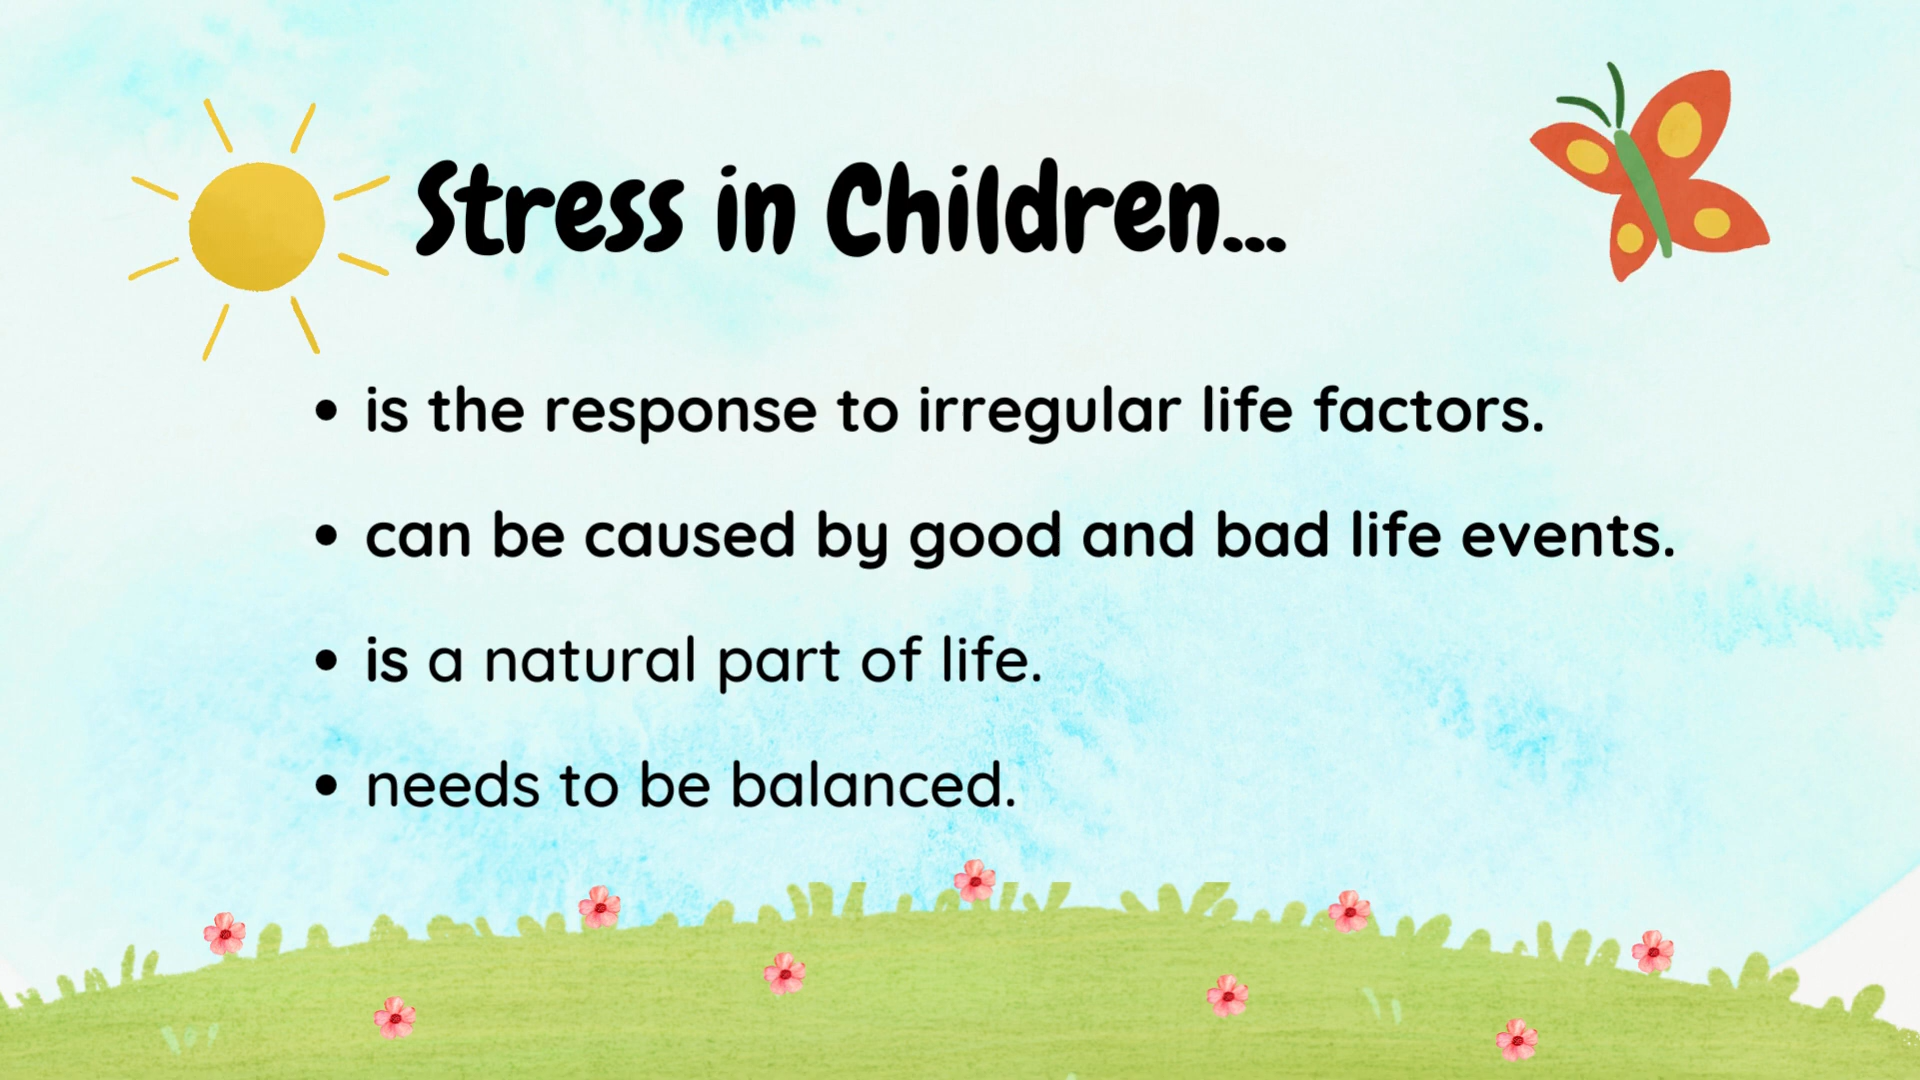 Stress in Children...
• is the response to irregular life factors.
• can be caused by good and bad life events.
• is a natural part of life.
• needs to be balanced.